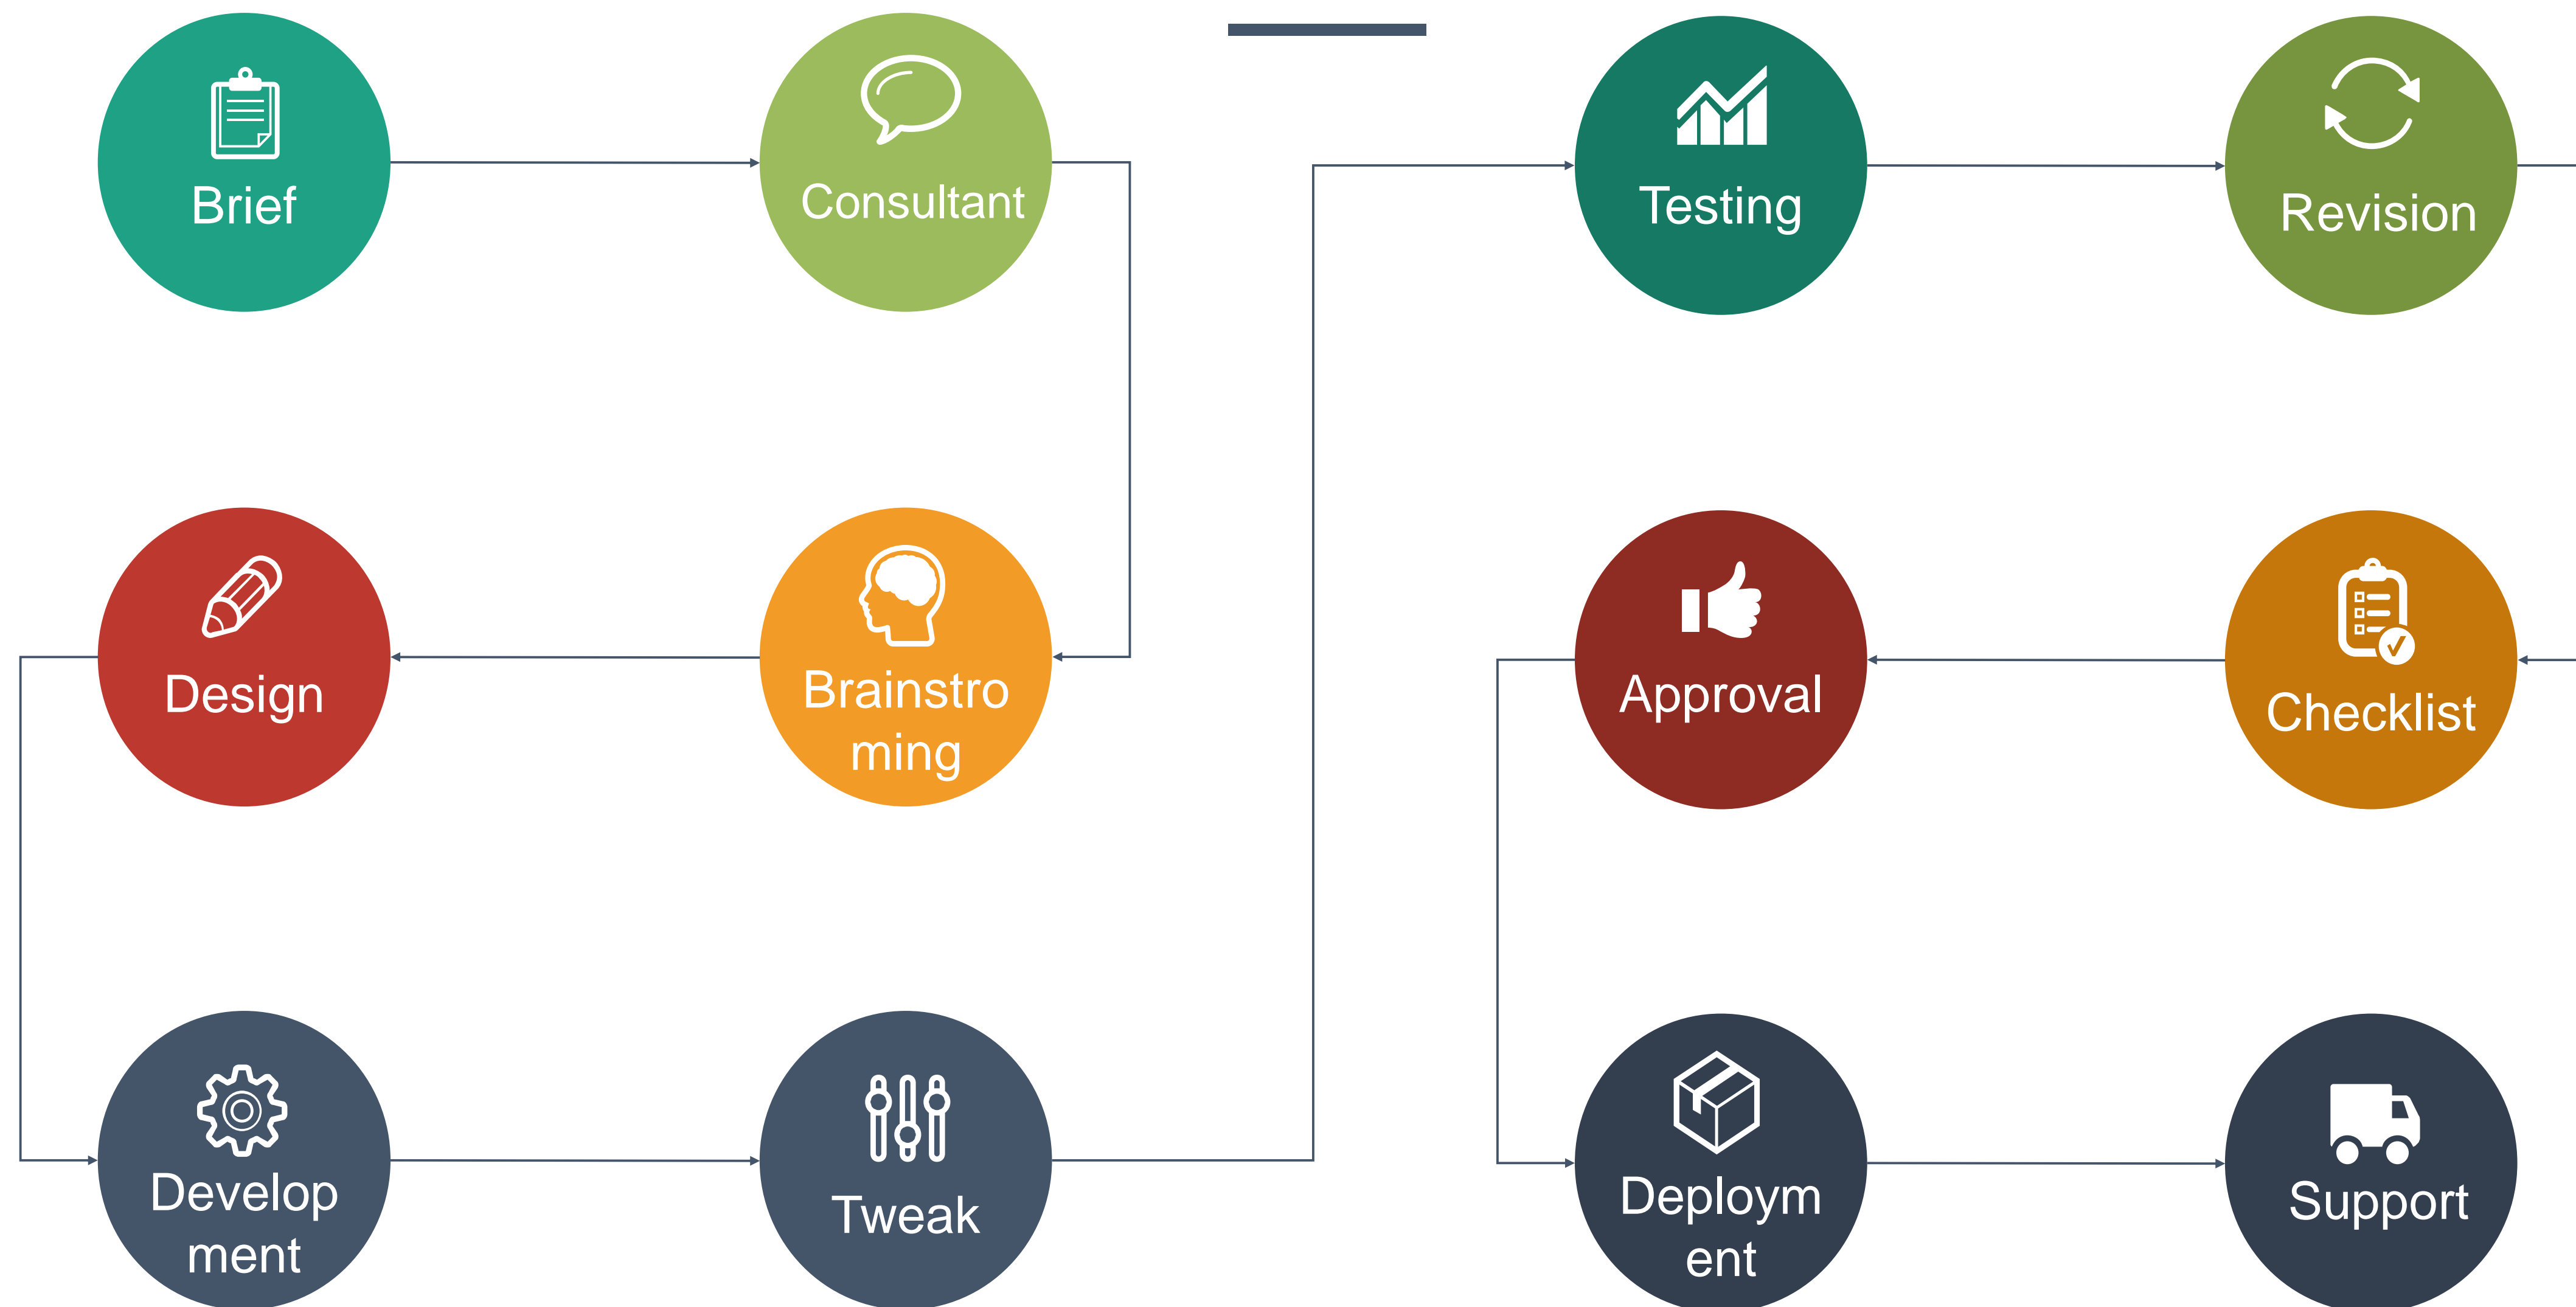 Brief
Consultant
Testing
Revision
Design
Brainstro
ming
Approval
Checklist
Develop
ment
Tweak
Deploym
ent
Support